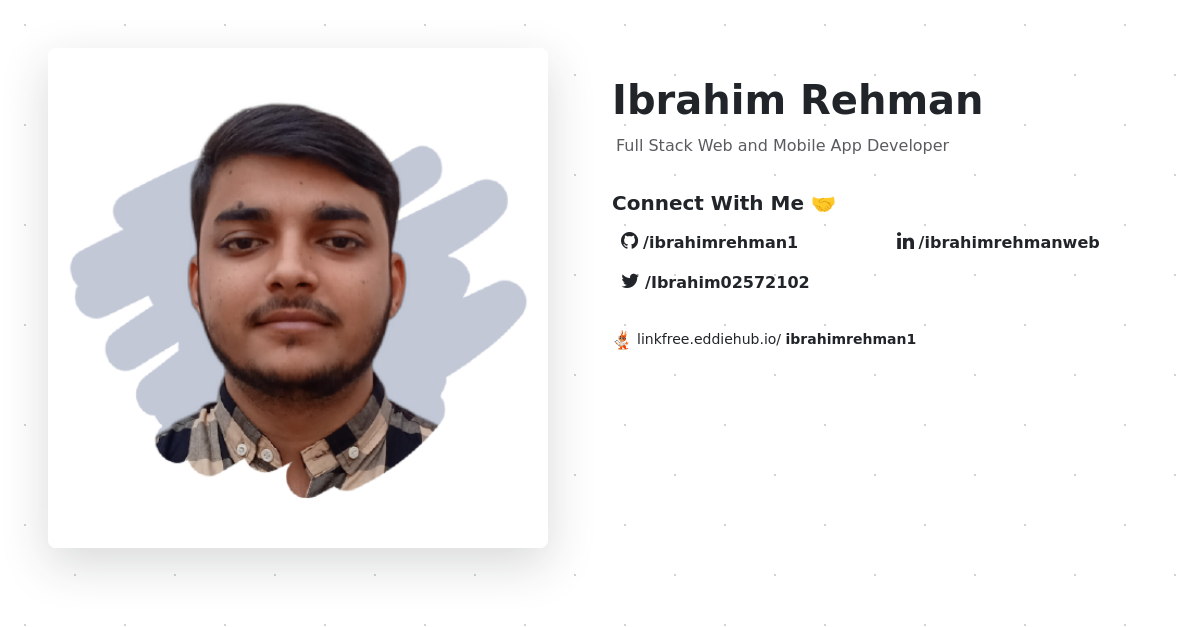 Ibrahim Rehman
Full Stack Web and Mobile App Developer
Connect With Me 🤝
/ibrahimrehman1
/ibrahimrehmanweb
/Ibrahim02572102
linkfree.eddiehub.io/ ibrahimrehman1